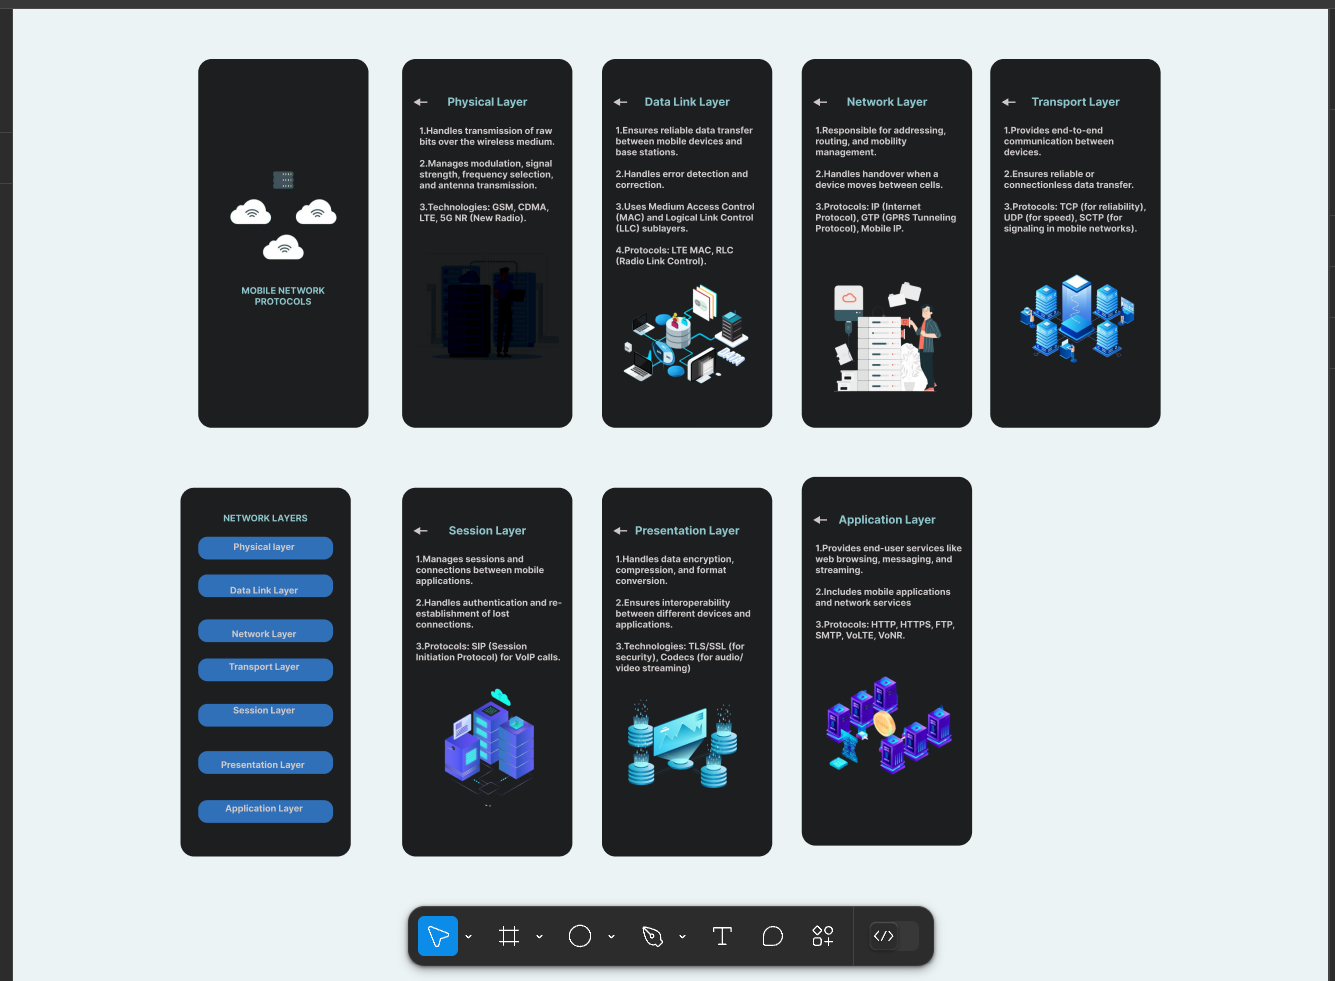 MOBILE NETWORK
PROTOCOLS
Physical Layer
1.Handles transmission of raw
bits over the wireless medium.
2.Manages modulation, signal
strength, frequency selection,
and antenna transmission.
3.Technologies: GSM, CDMA,
LTE, 5G NR (New Radio).
Data Link Layer
1.Ensures reliable data transfer
between mobile devices and
base stations.
2.Handles error detection and
correction.
3.Uses Medium Access Control
(MAC) and Logical Link Control
(LLC) sublayers.
4.Protocols: LTE MAC, RLC
(Radio Link Control).
Network Layer
1.Responsible for addressing,
routing, and mobility
management.
2.Handles handover when a
device moves between cells.
3.Protocols: IP (Internet
Protocol), GTP (GPRS Tunneling
Protocol), Mobile IP.
Transport Layer
1.Provides end-to-end
communication between
devices.
2.Ensures reliable or
connectionless data transfer.
3.Protocols: TCP (for reliability),
UDP (for speed), SCTP (for
signaling in mobile networks).
NETWORK LAYERS
Physical layer
Data Link Layer
Network Layer
Transport Layer
Session Layer
Presentation Layer
Application Layer
Session Layer
1.Manages sessions and
connections between mobile
applications.
2.Handles authentication and re-
establishment of lost
connections.
3.Protocols: SIP (Session
Initiation Protocol) for VoIP calls.
Presentation Layer
1.Handles data encryption,
compression, and format
conversion.
2.Ensures interoperability
between different devices and
applications.
3.Technologies: TLS/SSL (for
security), Codecs (for audio/
video streaming)
Application Layer
1.Provides end-user services like
web browsing, messaging, and
streaming.
2.Includes mobile applications
and network services
3.Protocols: HTTP, HTTPS, FTP,
SMTP, VoLTE, VoNR.